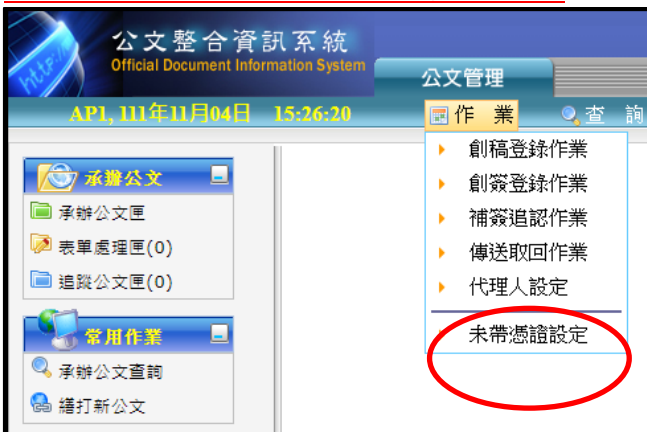 公文整合資訊系統
Official Document Information System
http://
公文管理
AP1, 111年11月04日 15:26:20
作 業
查 詢
創稿登錄作業
創簽登錄作業
補簽追認作業
傳送取回作業
代理人設定
未帶憑證設定
承辦公文
承辦公文匣
表單處理匣(0)
追蹤公文匣(0)
常用作業
承辦公文查詢
繕打新公文